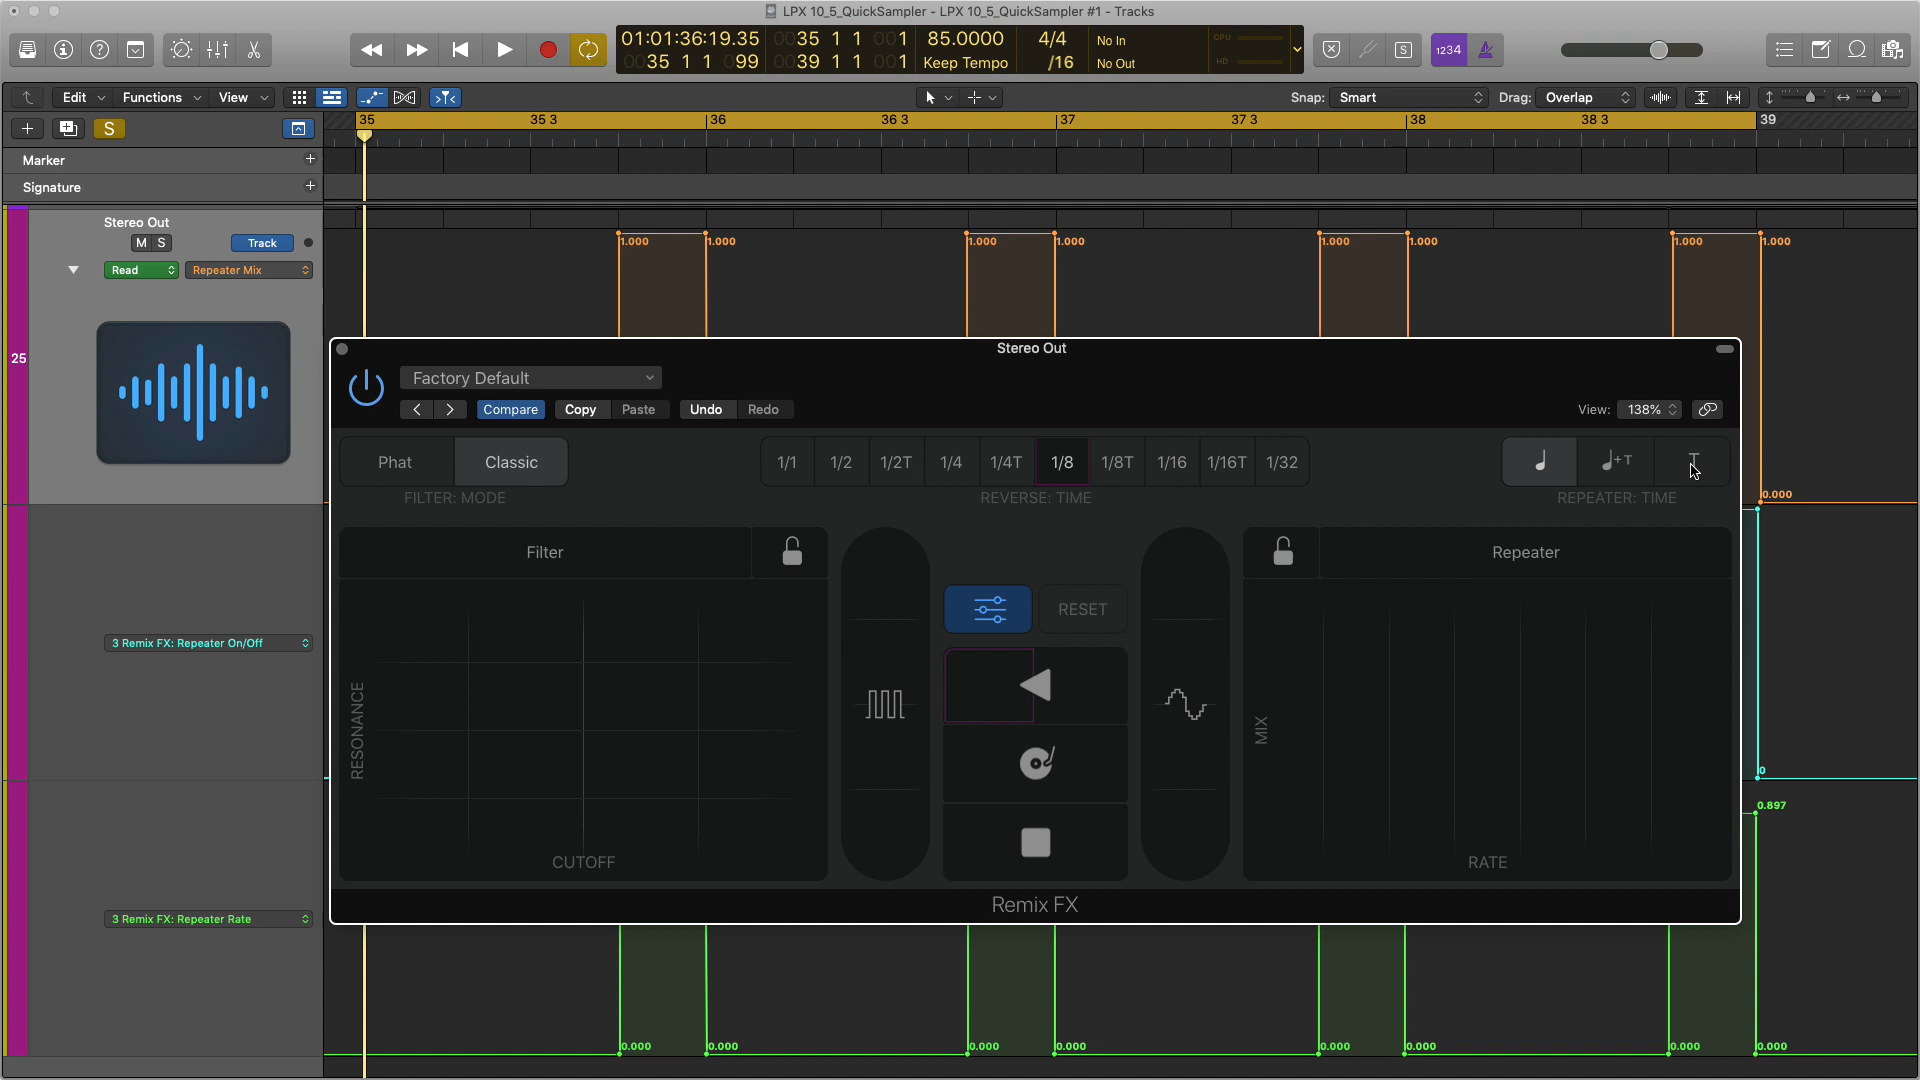 LPX 10_5_QuickSampler - LPX 10_5_QuickSampler #1 - Tracks
01:01:36:19.35 0035 1 1 001 85.0000 4/4 No In CPU
0035 1 1 099 0039 1 1 001 Keep Tempo /16 No Out HD
S 1234
Edit Functions View Snap: Smart Drag: Overlap
S 35 35 3 36 36 3 37 37 3 38 38 3 39
Marker
Signature
Stereo Out
M S Track
1.000 1.000 1.000 1.000 1.000 1.000 1.000 1.000
Read Repeater Mix
25
Stereo Out
Factory Default
Compare Copy Paste Undo Redo View: 138%
Phat Classic 1/1 1/2 1/2T 1/4 1/4T 1/8 1/8T 1/16 1/16T 1/32 +T T
FILTER: MODE REVERSE: TIME REPEATER: TIME
0.000
Filter Repeater
RESET
RESONANCE
MIX
CUTOFF RATE
Remix FX
3 Remix FX: Repeater On/Off
0
0.897
3 Remix FX: Repeater Rate
0.000 0.000 0.000 0.000 0.000 0.000 0.000 0.000